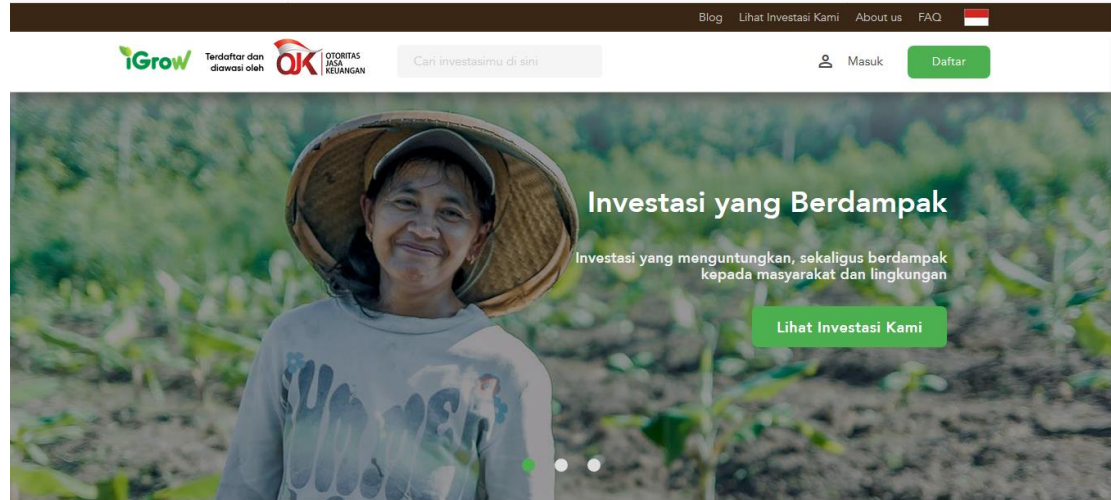 Blog Lihat Investasi Kami About us FAQ
iGrow
Terdaftar dan
diawasi oleh
OJK
OTORITAS
JASA
KEUANGAN
Cari investasimu di sini
Masuk
Daftar
Investasi yang Berdampak
Investasi yang menguntungkan, sekaligus berdampak
kepada masyarakat dan lingkungan
Lihat Investasi Kami